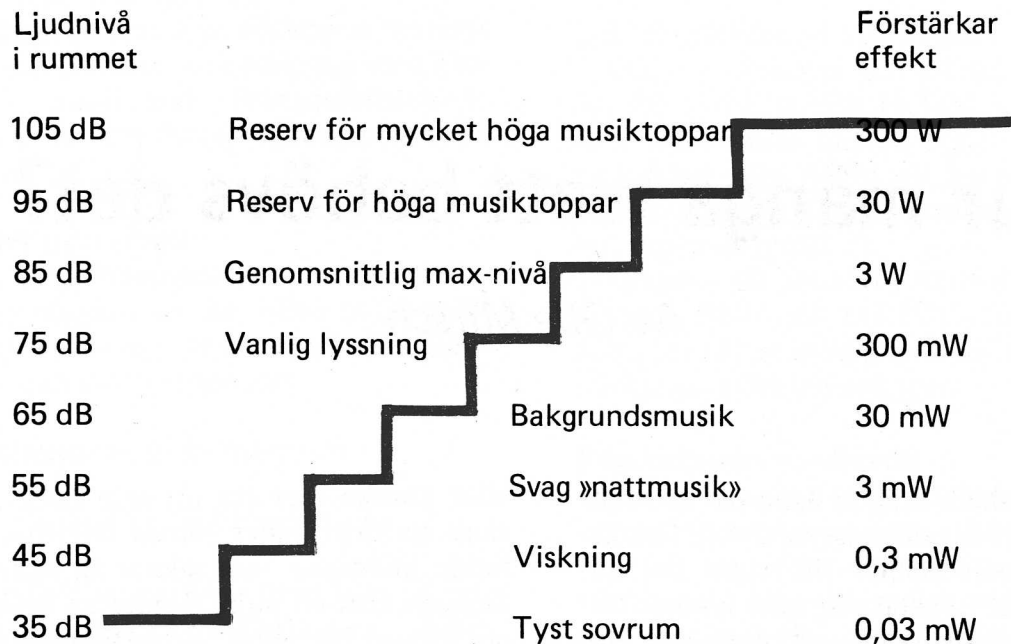 Ljudnivå Förstärkar
i rummet effekt
105 dB Reserv för mycket höga musiktoppar 300 W
95 dB Reserv för höga musiktoppar 30 W
85 dB Genomsnittlig max-nivå 3 W
75 dB Vanlig lyssning 300 mW
65 dB Bakgrundsmusik 30 mW
55 dB Svag »nattmusik» 3 mW
45 dB Viskning 0,3 mW
35 dB Tyst sovrum 0,03 mW